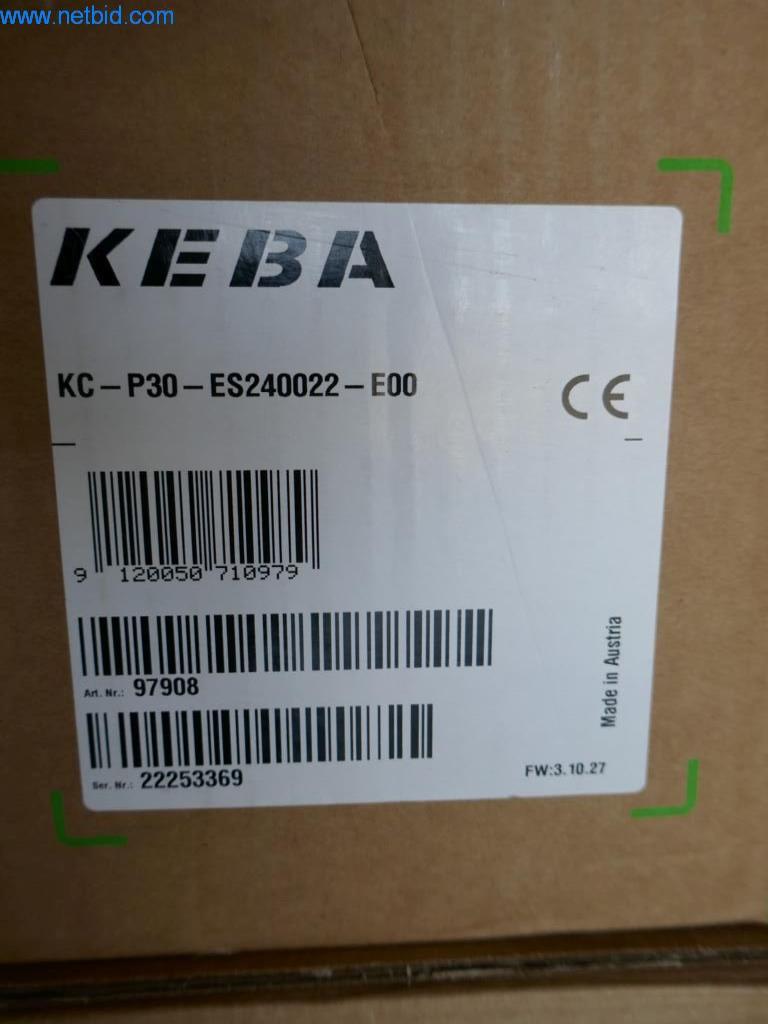 www.netbid.com
KEBA
KC-P30-ES240022-E00
CE
9 120050 710979
Art. Nr.: 97908
Ser. Nr.: 22253369
Made in Austria
FW:3.10.27